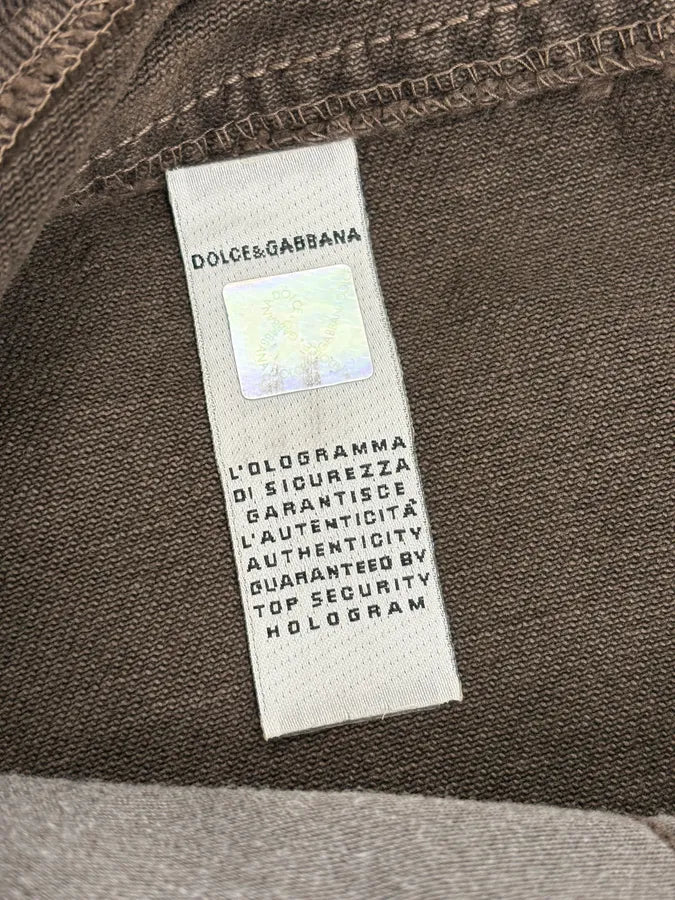 DOLCE&GABBANA
L'OLOGRAMMA
DI SICUREZZA
GARANTISCE
L'AUTENTICITÀ
AUTHENTICITY
GUARANTEED BY
TOP SECURITY
HOLOGRAM